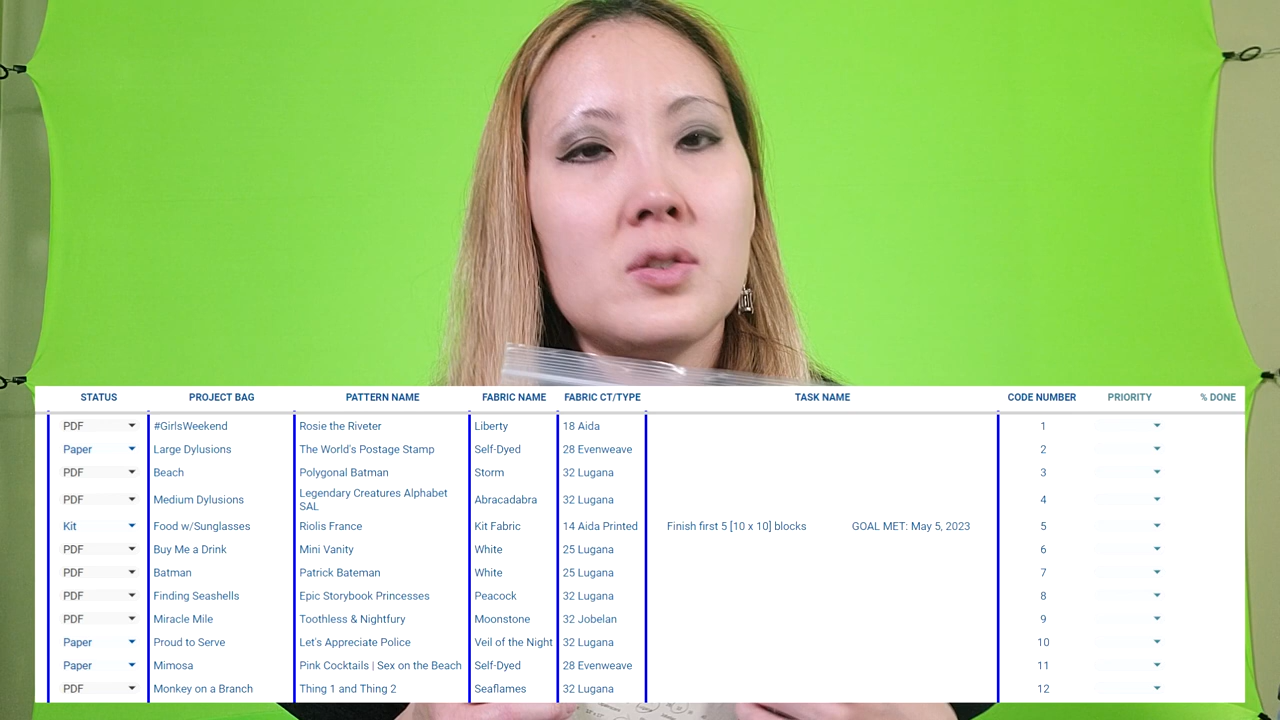 STATUS PROJECT BAG PATTERN NAME FABRIC NAME FABRIC CT/TYPE TASK NAME CODE NUMBER PRIORITY % DONE
PDF #GirlsWeekend Rosie the Riveter Liberty 18 Aida 1
Paper Large Dylusions The World's Postage Stamp Self-Dyed 28 Evenweave 2
PDF Beach Polygonal Batman Storm 32 Lugana 3
PDF Medium Dylusions Legendary Creatures Alphabet SAL Abracadabra 32 Lugana 4
Kit Food w/Sunglasses Riolis France Kit Fabric 14 Aida Printed Finish first 5 [10 x 10] blocks GOAL MET: May 5, 2023 5
PDF Buy Me a Drink Mini Vanity White 25 Lugana 6
PDF Batman Patrick Bateman White 25 Lugana 7
PDF Finding Seashells Epic Storybook Princesses Peacock 32 Lugana 8
PDF Miracle Mile Toothless & Nightfury Moonstone 32 Jobelan 9
Paper Proud to Serve Let's Appreciate Police Veil of the Night 32 Lugana 10
Paper Mimosa Pink Cocktails | Sex on the Beach Self-Dyed 28 Evenweave 11
PDF Monkey on a Branch Thing 1 and Thing 2 Seaflames 32 Lugana 12